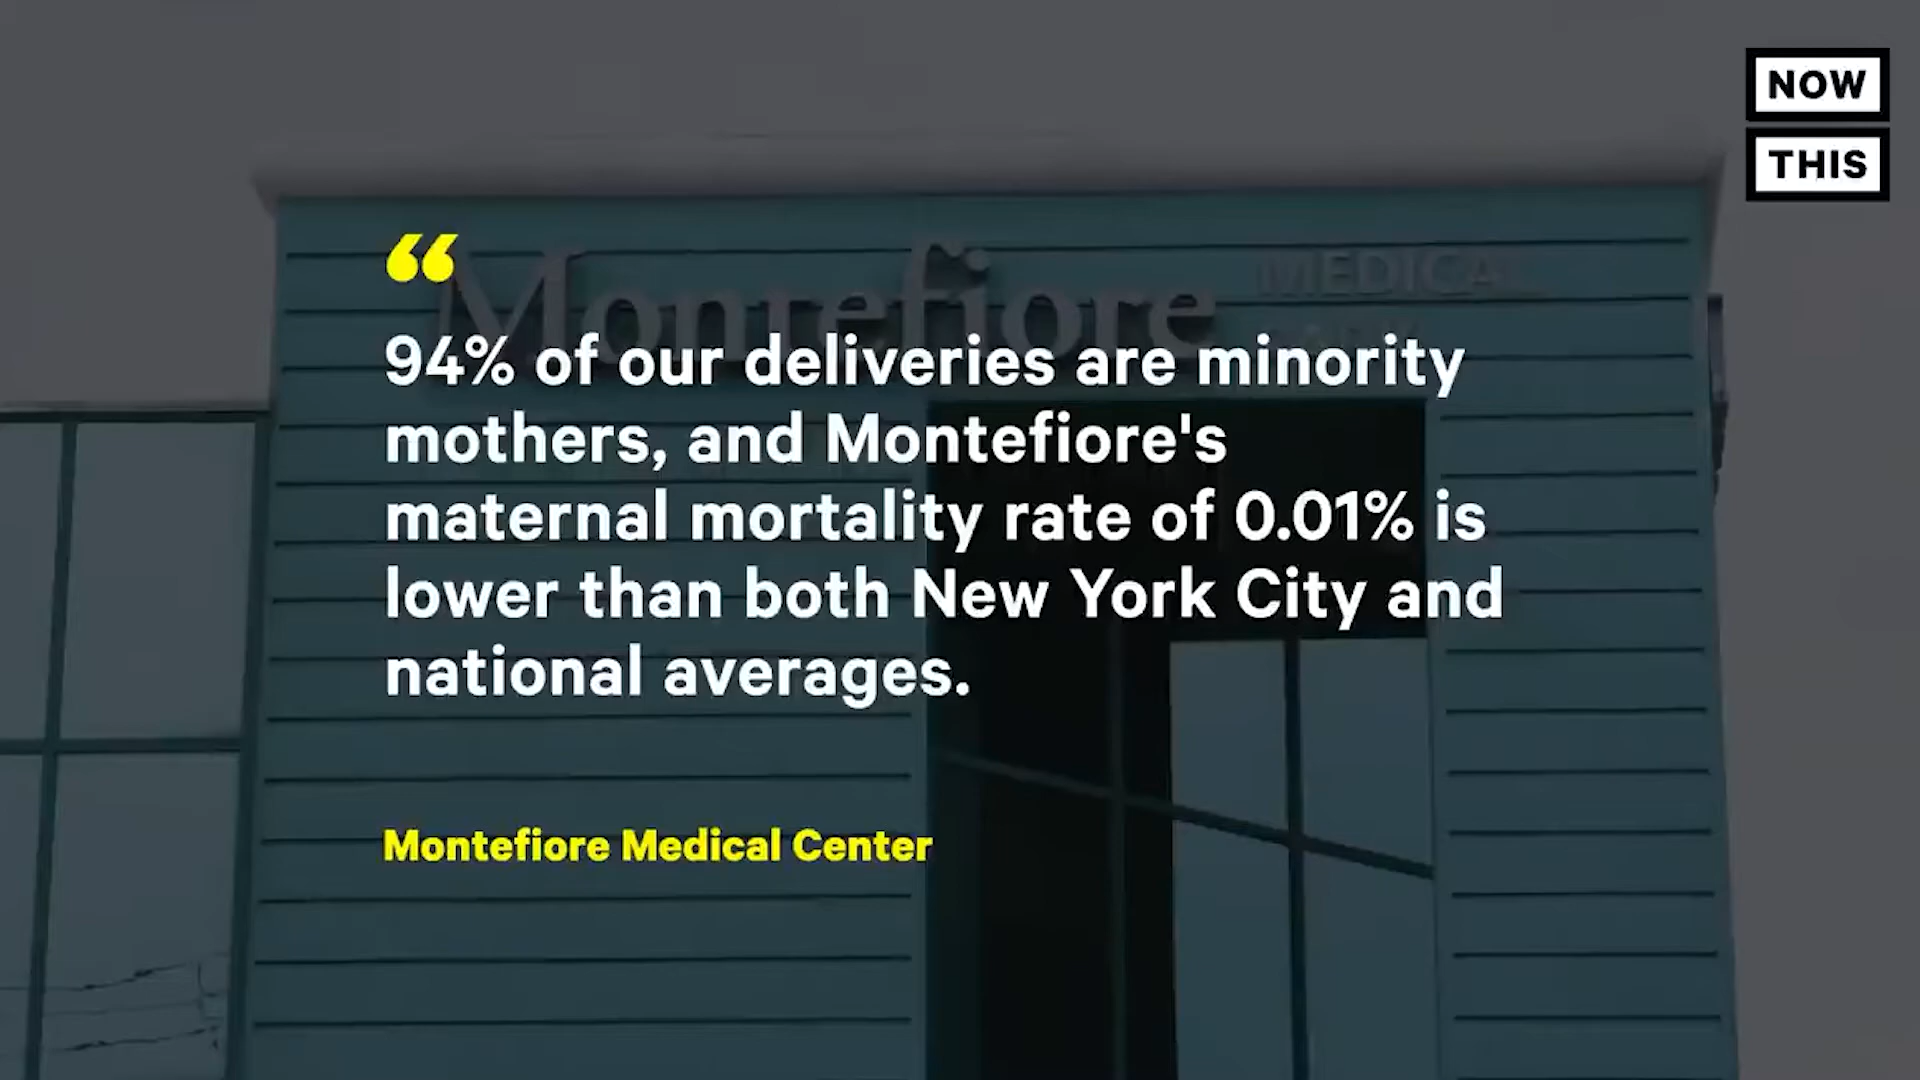 NOW
THIS
“
Montefiore MEDICAL
94% of our deliveries are minority
mothers, and Montefiore's
maternal mortality rate of 0.01% is
lower than both New York City and
national averages.
Montefiore Medical Center